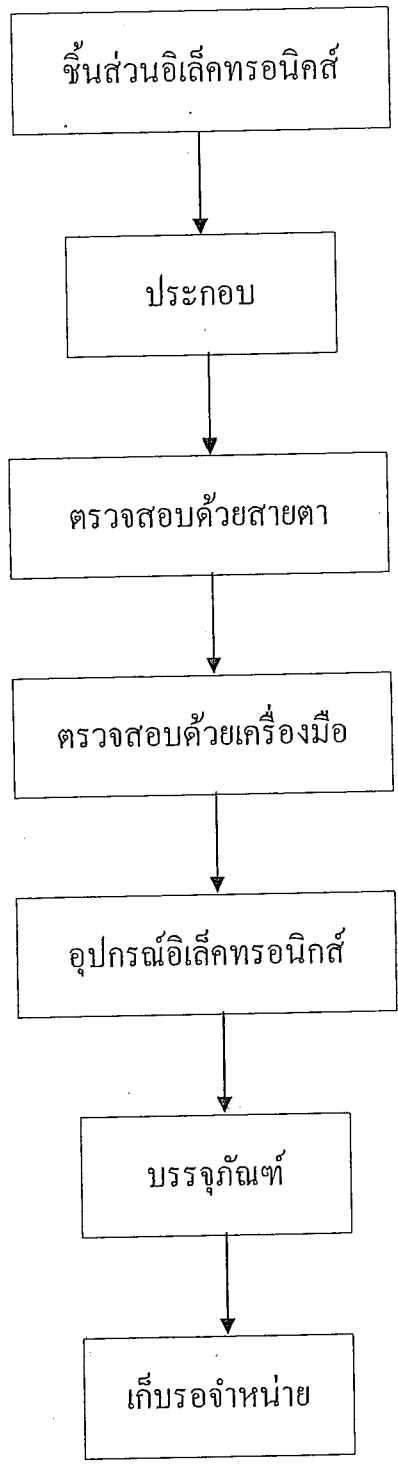 ชิ้นส่วนอิเล็คทรอนิคส์
ประกอบ
ตรวจสอบด้วยสายตา
ตรวจสอบด้วยเครื่องมือ
อุปกรณ์อิเล็คทรอนิกส์
บรรจุภัณฑ์
เก็บรอจำหน่าย